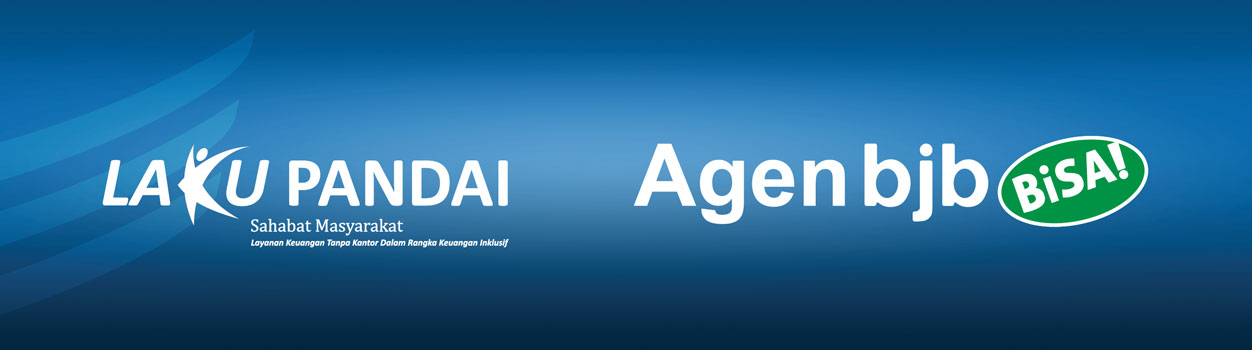 LAKU PANDAI
Sahabat Masyarakat
Layanan Keuangan Tanpa Kantor Dalam Rangka Keuangan Inklusif
Agen bjb BiSA!